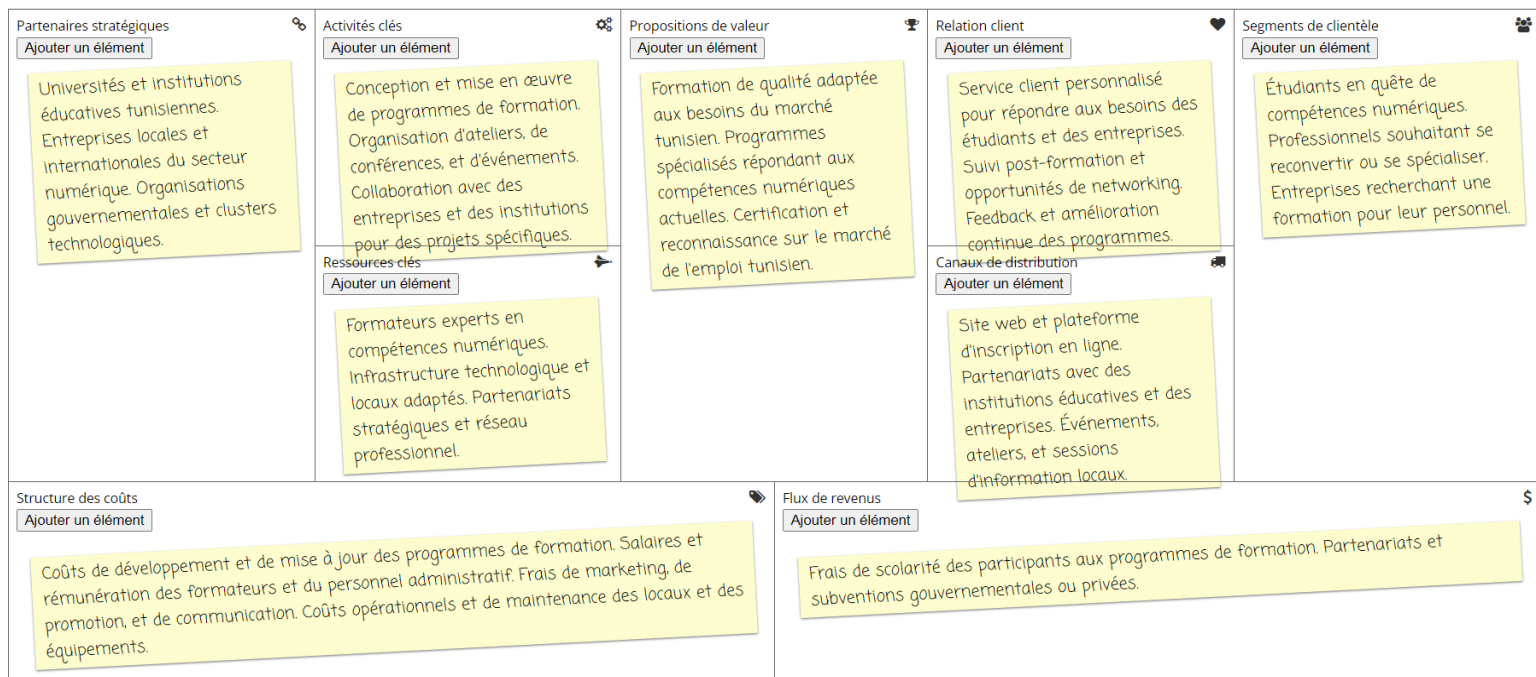 Partenaires stratégiques
Ajouter un élément
Universités et institutions
éducatives tunisiennes.
Entreprises locales et
internationales du secteur
numérique. Organisations
gouvernementales et clusters
technologiques.
Activités clés
Ajouter un élément
Conception et mise en œuvre
de programmes de formation.
Organisation d'ateliers, de
conférences, et d'événements.
Collaboration avec des
entreprises et des institutions
pour des projets spécifiques.
Ressources clés
Ajouter un élément
Formateurs experts en
compétences numériques.
Infrastructure technologique et
locaux adaptés. Partenariats
stratégiques et réseau
professionnel.
Propositions de valeur
Ajouter un élément
Formation de qualité adaptée
aux besoins du marché
tunisien. Programmes
spécialisés répondant aux
compétences numériques
actuelles. Certification et
reconnaissance sur le marché
de l'emploi tunisien.
Relation client
Ajouter un élément
Service client personnalisé
pour répondre aux besoins des
étudiants et des entreprises.
Suivi post-formation et
opportunités de networking.
Feedback et amélioration
continue des programmes.
Canaux de distribution
Ajouter un élément
Site web et plateforme
d'inscription en ligne.
Partenariats avec des
institutions éducatives et des
entreprises. Événements,
ateliers, et sessions
d'information locaux.
Segments de clientèle
Ajouter un élément
Étudiants en quête de
compétences numériques.
Professionnels souhaitant se
reconvertir ou se spécialiser.
Entreprises recherchant une
formation pour leur personnel.
Structure des coûts
Ajouter un élément
Coûts de développement et de mise à jour des programmes de formation. Salaires et
rémunération des formateurs et du personnel administratif. Frais de marketing, de
promotion, et de communication. Coûts opérationnels et de maintenance des locaux et des
équipements.
Flux de revenus
Ajouter un élément
Frais de scolarité des participants aux programmes de formation. Partenariats et
subventions gouvernementales ou privées.